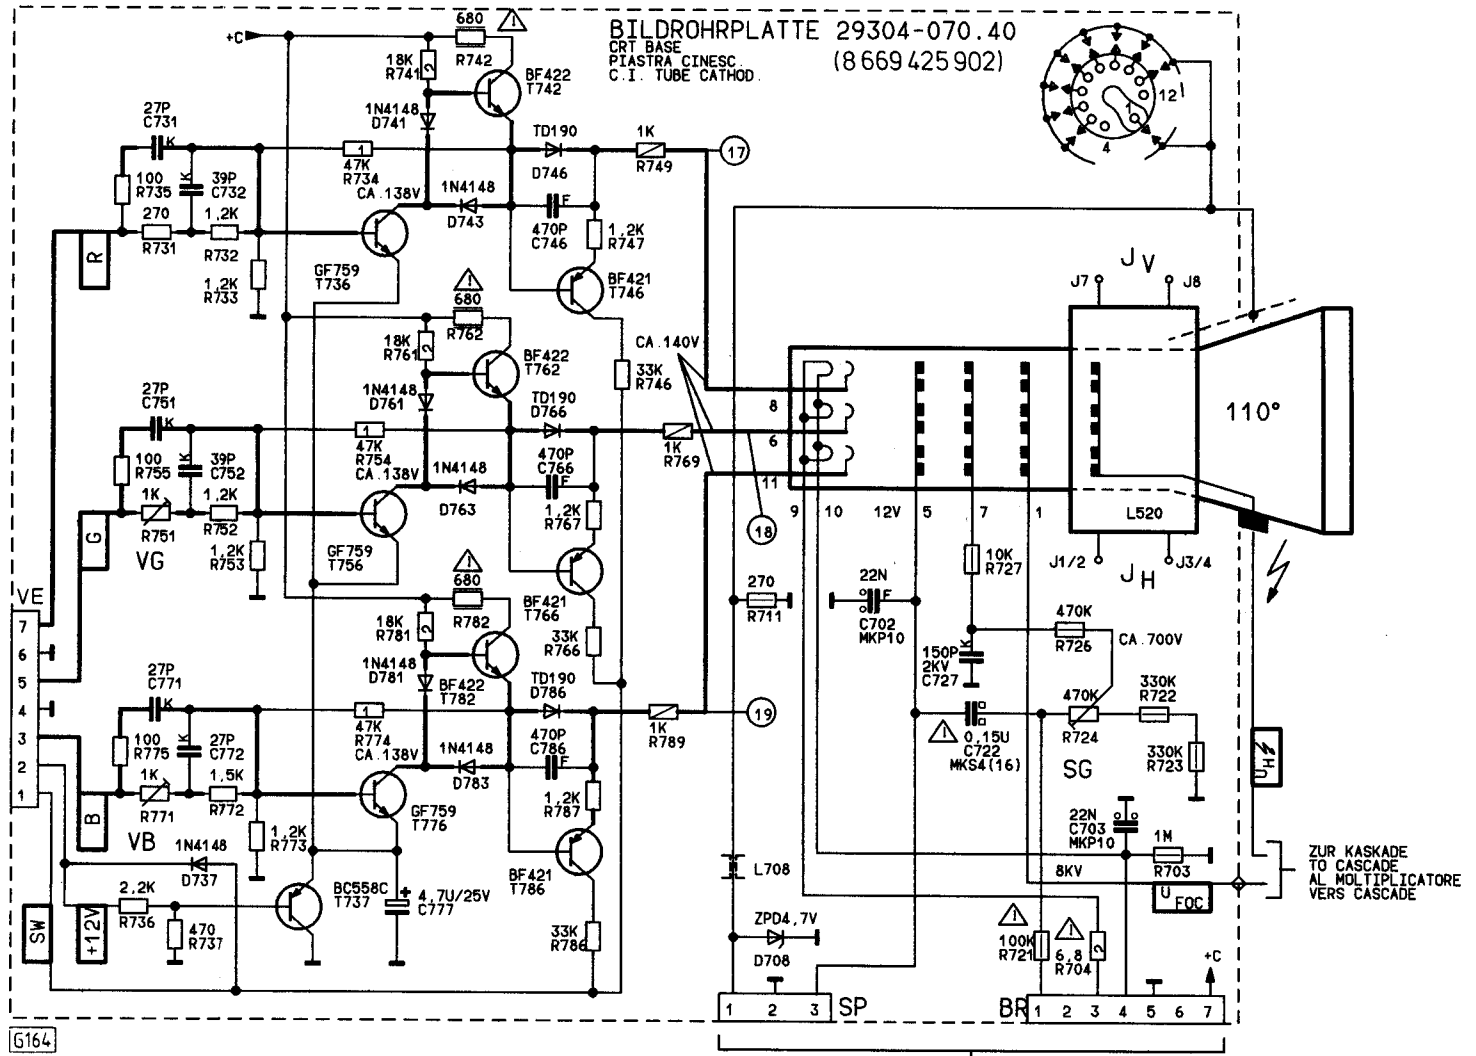 BILDROHRPLATTE 29304-070.40
CRT BASE
PIASTRA CINESC.
C.I. TUBE CATHOD.
(8 669 425 902)
+C
680
R742
18K
R741
2
BF422
T742
1N4148
D741
27P
C731
K
100
R735
39P
C732
K
270
R731
1,2K
R732
1,2K
R733
R
1
47K
R734
CA.138V
1N4148
D743
TD190
D746
470P
C746
F
1K
R749
17
1,2K
R747
GF759
T736
BF421
T746
12
1
4
680
R762
18K
R761
2
BF422
T762
1N4148
D761
33K
R746
CA.140V
27P
C751
K
100
R755
39P
C752
K
1K
R751
VG
1,2K
R752
1,2K
R753
G
1
47K
R754
CA.138V
1N4148
D763
TD190
D766
470P
C766
F
1K
R769
18
1,2K
R767
GF759
T756
BF421
T766
33K
R766
J V
J7
J8
110°
8
6
11
9
10
12V
5
7
1
L520
J1/2
J H
J3/4
680
R782
18K
R781
2
BF422
T782
1N4148
D781
VE
7
6
5
4
3
2
1
27P
C771
K
100
R775
27P
C772
K
1K
R771
VB
1,5K
R772
1,2K
R773
B
1
47K
R774
CA.138V
1N4148
D783
TD190
D786
470P
C786
F
1K
R789
19
1,2K
R787
GF759
T776
BF421
T786
33K
R786
270
R711
22N
F
C702
MKP10
10K
R727
470K
R726
CA.700V
150P
2KV
C727
K
0,15U
C722
MKS4(16)
470K
R724
SG
330K
R722
330K
R723
U H
22N
C703
MKP10
1M
R703
8KV
U FOC
ZUR KASKADE
TO CASCADE
AL MOLTIPLICATORE
VERS CASCADE
1N4148
D737
2,2K
R736
470
R737
BC558C
T737
+
4,7U/25V
C777
SW
+12V
L708
ZPD4,7V
D708
100K
R721
6,8
R704
2
+C
1 2 3 SP
BR 1 2 3 4 5 6 7
G164